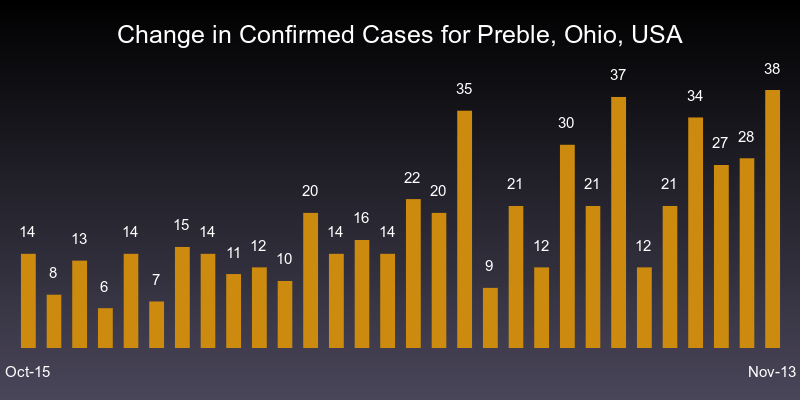 Change in Confirmed Cases for Preble, Ohio, USA
14 8 13 6 14 7 15 14 11 12 10 20 14 16 14 22 20 35 9 21 12 30 21 37 12 21 34 27 28 38
Oct-15 Nov-13